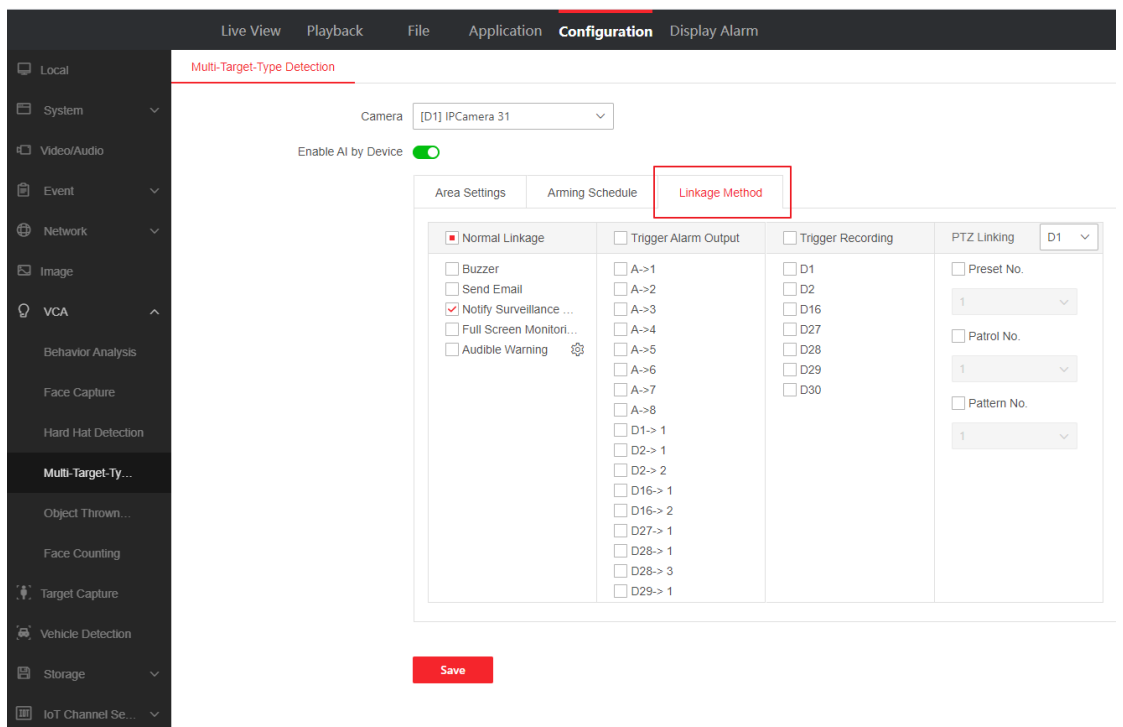 Live View Playback File Application Configuration Display Alarm
Local
System
Video/Audio
Event
Network
Image
VCA
Behavior Analysis
Face Capture
Hard Hat Detection
Multi-Target-Ty...
Object Thrown...
Face Counting
Target Capture
Vehicle Detection
Storage
IoT Channel Se...
Multi-Target-Type Detection
Camera [D1] IPCamera 31
Enable AI by Device
Area Settings Arming Schedule Linkage Method
Normal Linkage
Buzzer
Send Email
Notify Surveillance ...
Full Screen Monitori...
Audible Warning
Trigger Alarm Output
A->1
A->2
A->3
A->4
A->5
A->6
A->7
A->8
D1-> 1
D2-> 1
D2-> 2
D16-> 1
D16-> 2
D27-> 1
D28-> 1
D28-> 3
D29-> 1
Trigger Recording
D1
D2
D16
D27
D28
D29
D30
PTZ Linking D1
Preset No.
1
Patrol No.
1
Pattern No.
1
Save